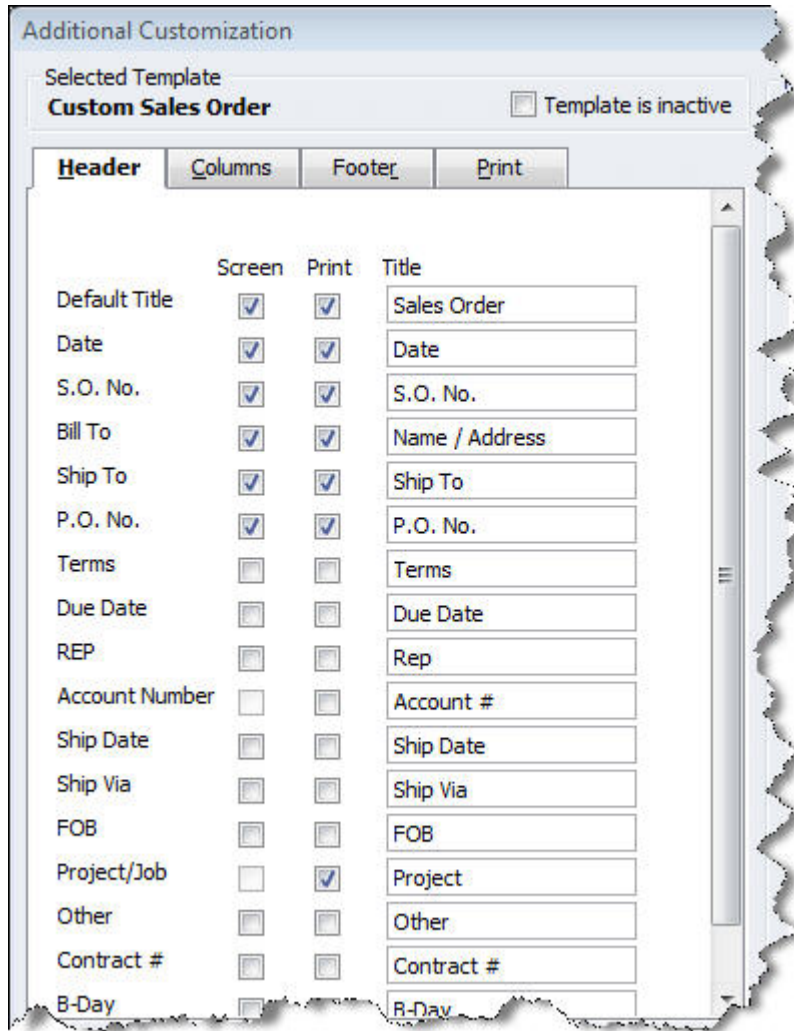 Additional Customization
Selected Template
Custom Sales Order Template is inactive
Header Columns Footer Print
Screen Print Title
Default Title Sales Order
Date Date
S.O. No. S.O. No.
Bill To Name / Address
Ship To Ship To
P.O. No. P.O. No.
Terms Terms
Due Date Due Date
REP Rep
Account Number Account #
Ship Date Ship Date
Ship Via Ship Via
FOB FOB
Project/Job Project
Other Other
Contract # Contract #
B-Day B-Day